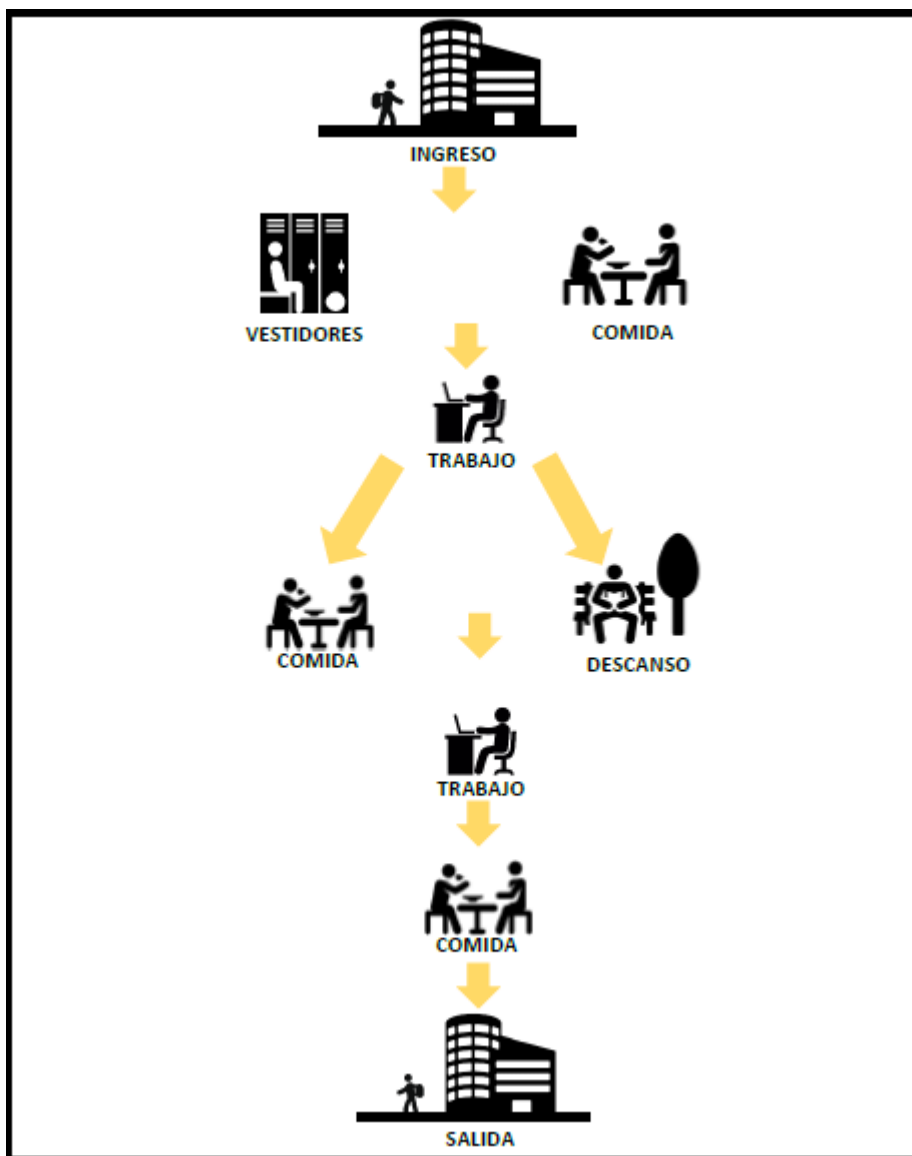 INGRESO
VESTIDORES
COMIDA
TRABAJO
COMIDA
DESCANSO
TRABAJO
COMIDA
SALIDA